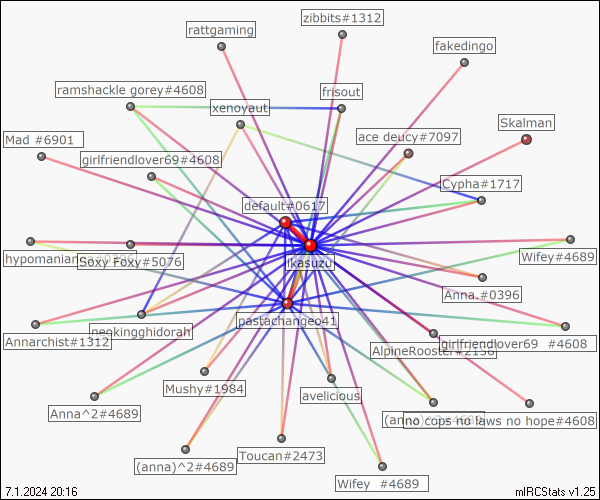 zibbits#1312
rattgaming
fakedingo
ramshackle gorey#4608
frisout
xenoyaut
Skalman
ace deucy#7097
Mad #6901
girlfriendlover69#4608
Cypha#1717
default#0617
hypomanian
Soxy Foxy#5076
ikasuzu
Wifey#4689
Anna.#0396
pastachangeo41
neokingghidorah
Annarchist#1312
AlpineRooster#2150
girlfriendlover69 #4608
Mushy#1984
avelicious
Anna^2#4689
no cops no laws no hope#4608
Toucan#2473
(anna)^2#4689
Wifey #4689
7.1.2024 20:16
mIRCStats v1.25